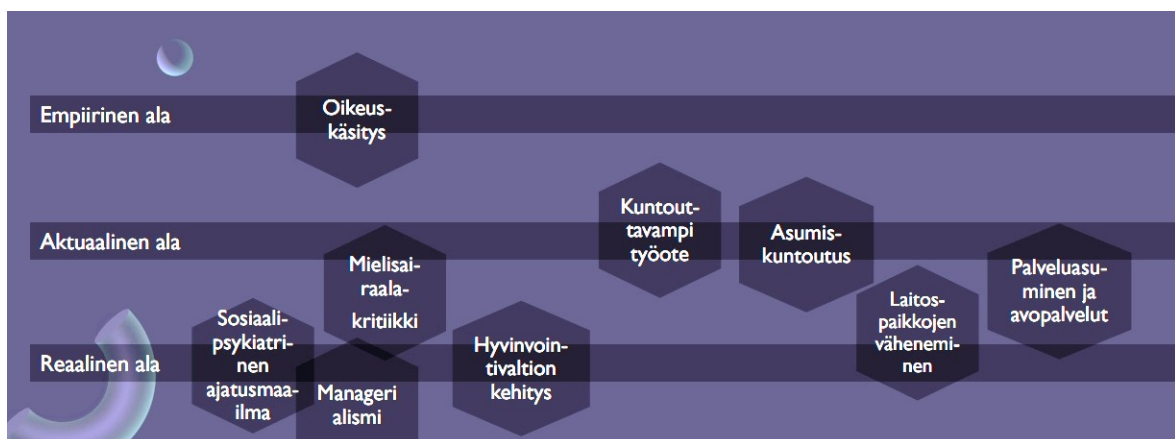 Empiirinen ala
Oikeus-
käsitys
Aktuaalinen ala
Kuntout-
tavampi
työote
Asumis-
kuntoutus
Palveluasu-
minen ja
avopalvelut
Mielisai-
raala-
kritiikki
Laitos-
paikkojen
vähenemi-
nen
Reaalinen ala
Sosiaali-
psykiatri-
nen
ajatusmaa-
ilma
Manageri
alismi
Hyvinvoin-
tivaltion
kehitys